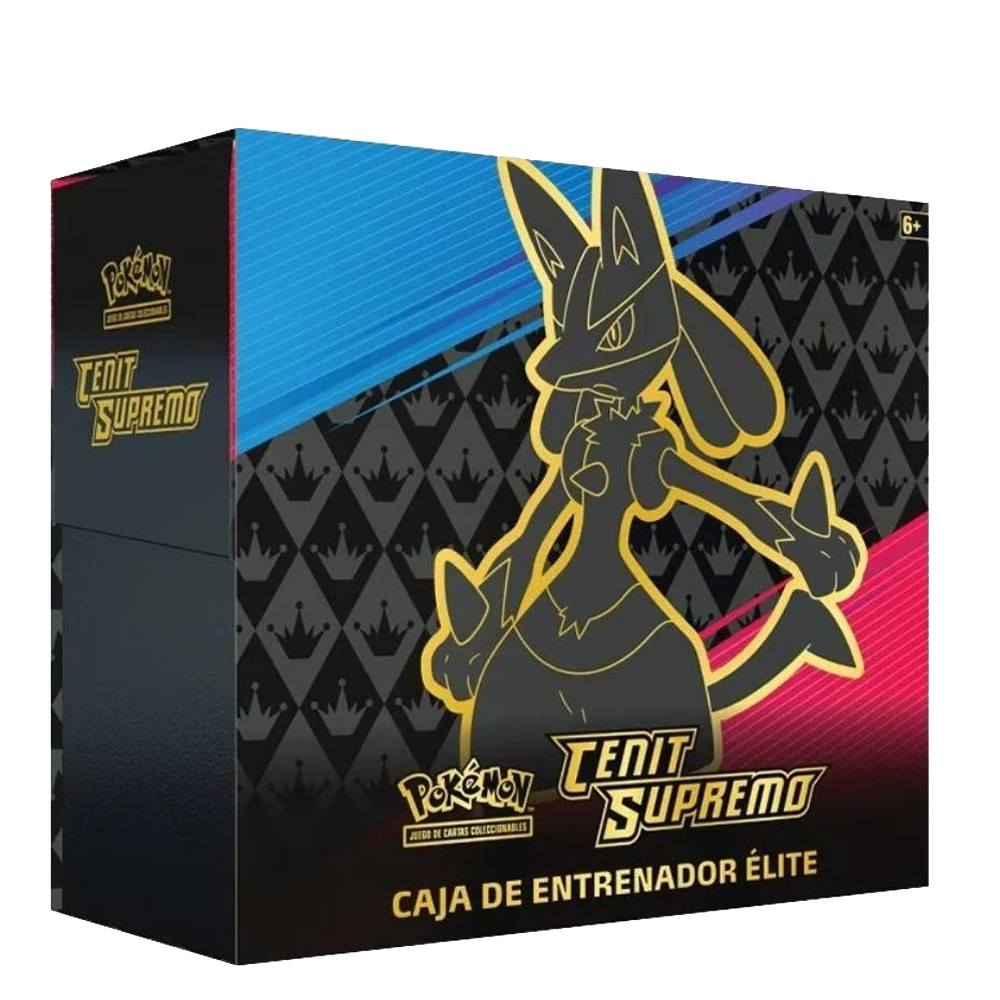 POKÉMON
JUEGO DE CARTAS COLECCIONABLES
CENIT
SUPREMO
6+
POKÉMON
JUEGO DE CARTAS COLECCIONABLES
CENIT
SUPREMO
CAJA DE ENTRENADOR ÉLITE